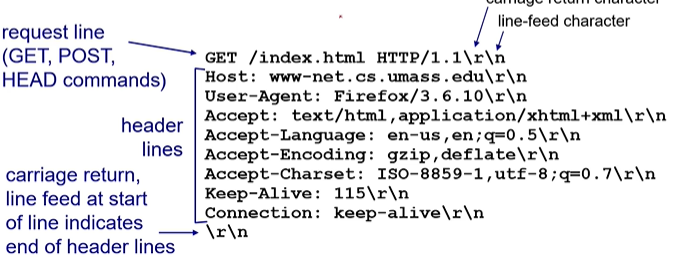 carriage return character
line-feed character
request line
(GET, POST,
HEAD commands)
GET /index.html HTTP/1.1\r\n
Host: www-net.cs.umass.edu\r\n
User-Agent: Firefox/3.6.10\r\n
Accept: text/html,application/xhtml+xml\r\n
Accept-Language: en-us,en;q=0.5\r\n
Accept-Encoding: gzip,deflate\r\n
Accept-Charset: ISO-8859-1,utf-8;q=0.7\r\n
Keep-Alive: 115\r\n
Connection: keep-alive\r\n
\r\n
header
lines
carriage return,
line feed at start
of line indicates
end of header lines